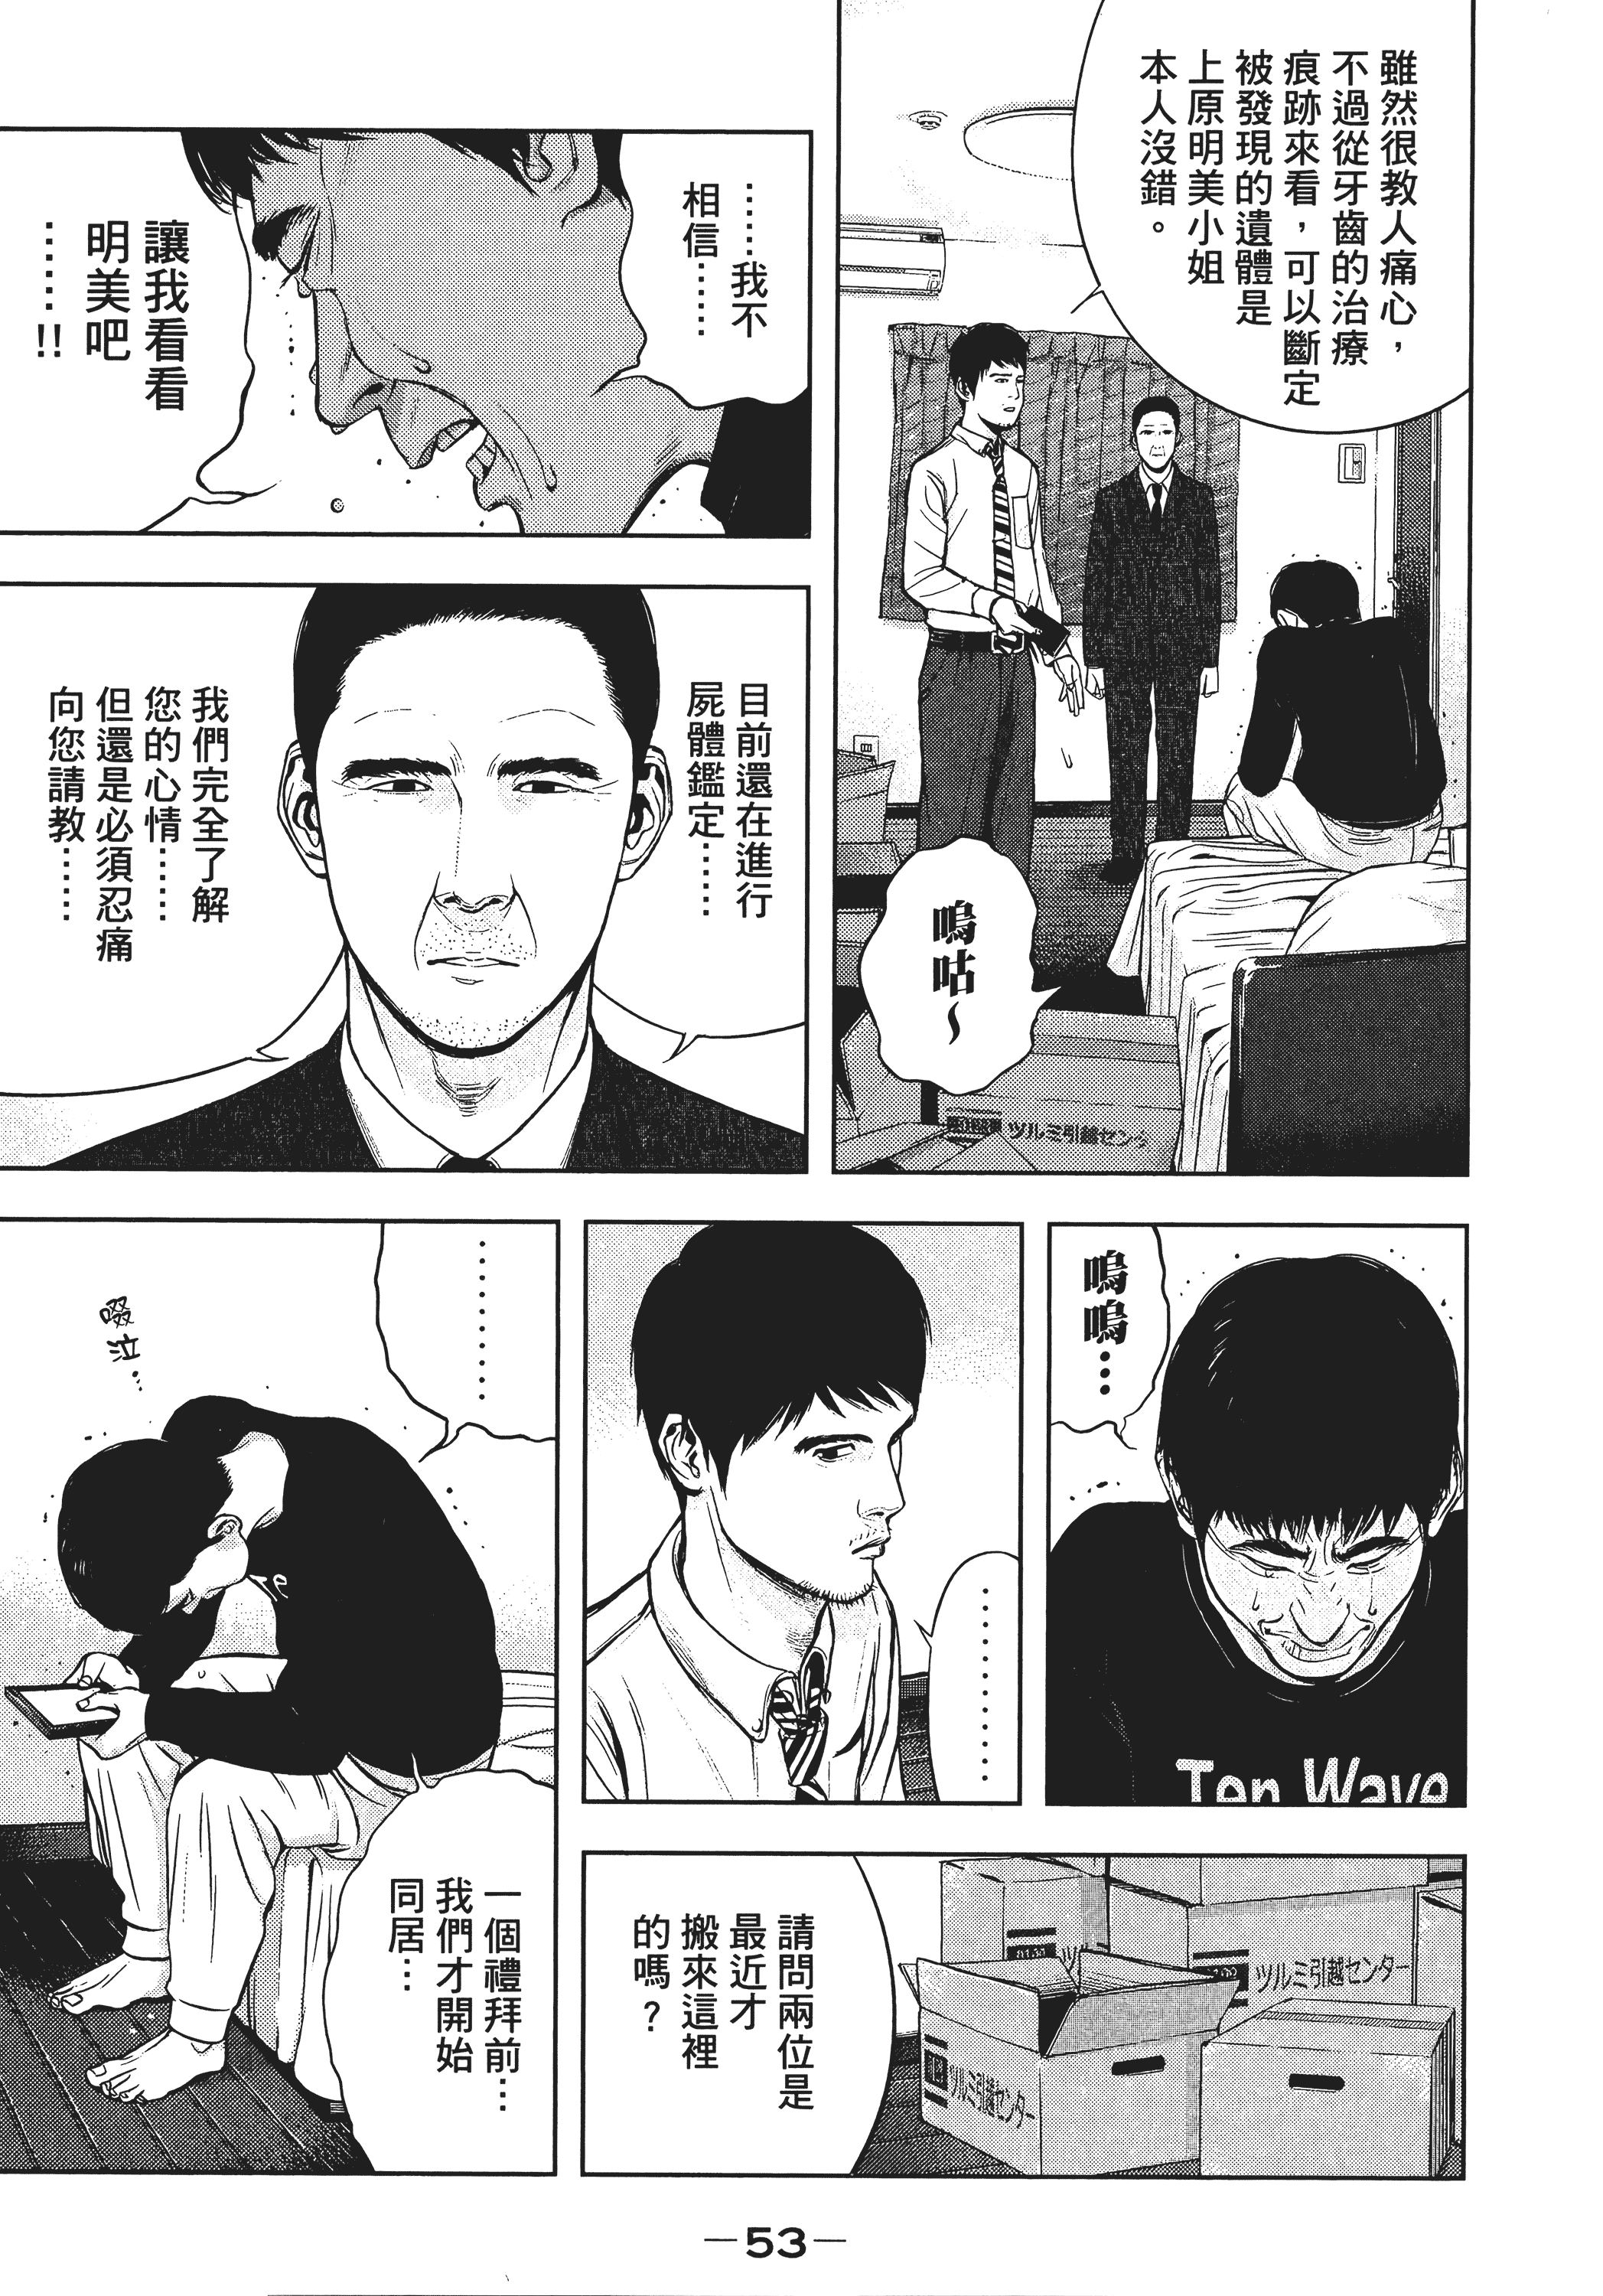 雖然很教人痛心，
不過從牙齒的治療
痕跡來看，可以斷定
被發現的遺體是
上原明美小姐
本人沒錯。
嗚咕～
ツルミ引越センタ
……我不
相信……
讓我看看
明美吧
……!!
目前還在進行
屍體鑑定……
我們完全了解
您的心情……
但還是必須忍痛
向您請教……
嗚嗚…
Ten Wave
…………
…………
啜泣…
請問兩位是
最近才
搬來這裡
的嗎？
ツルミ引越センター
ツルミ引越センター
一個禮拜前…
我們才開始
同居…
—53—